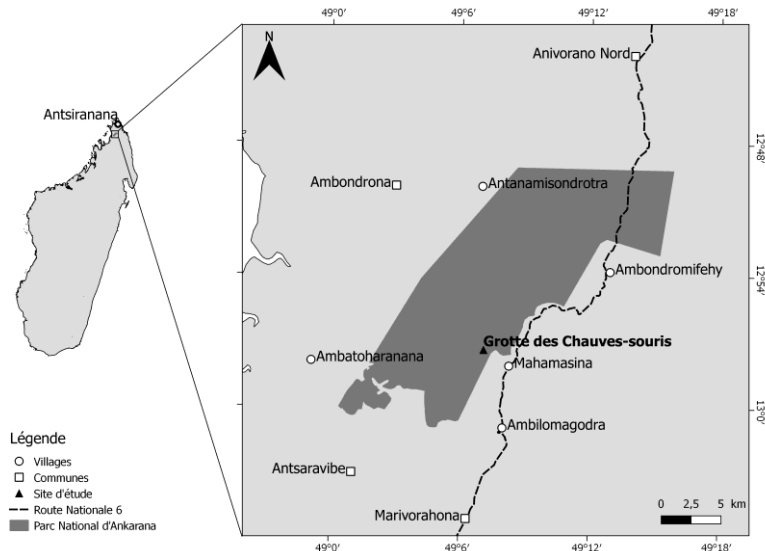 49°0' 49°6' 49°12' 49°18'
N
Anivorano Nord
Antsiranana
12°48'
Ambondrona
Antanamisondrotra
Ambondromifehy
12°54'
Grotte des Chauves-souris
Ambatoharanana
Mahamasina
13°0'
Ambilomagodra
Légende
Villages
Communes
Site d'étude
Route Nationale 6
Parc National d'Ankarana
Antsaravibe
Marivorahona
0 2,5 5 km
49°0' 49°6' 49°12' 49°18'